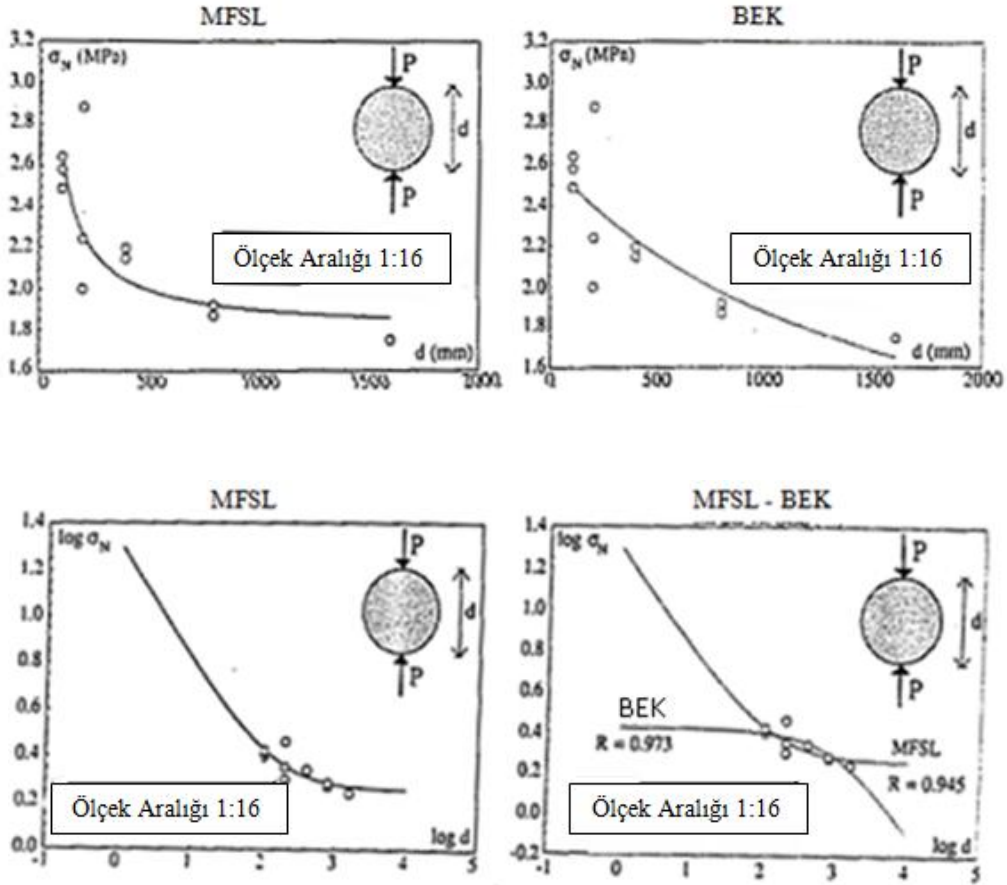 MFSL
3.2
σN (MPa)
3.0
2.8
2.6
2.4
2.2
2.0
1.8
1.6
P
d
P
Ölçek Aralığı 1:16
d (mm)
0 500 1000 1500 2000
BEK
3.2
σN (MPa)
3.0
2.8
2.6
2.4
2.2
2.0
1.8
1.6
P
d
P
Ölçek Aralığı 1:16
d (mm)
0 500 1000 1500 2000
MFSL
1.4
log σN
1.2
1.0
0.8
0.6
0.4
0.2
0.0
P
d
P
Ölçek Aralığı 1:16
log d
-1 0 1 2 3 4 5
MFSL - BEK
1.4
log σN
1.2
1.0
0.8
0.6
0.4
0.2
0.0
-0.2
P
d
P
BEK
R = 0.973
MFSL
R = 0.945
Ölçek Aralığı 1:16
log d
-1 0 1 2 3 4 5